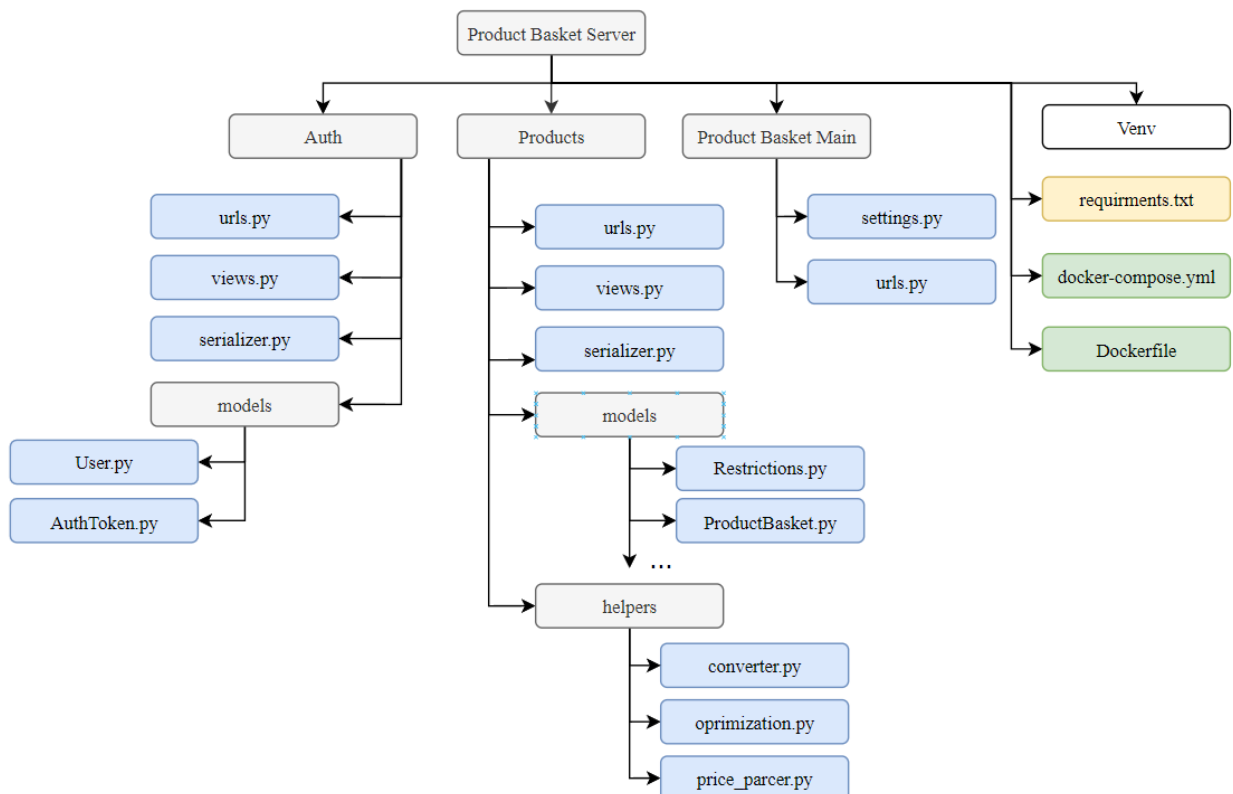 Product Basket Server
Auth
Products
Product Basket Main
Venv
urls.py
views.py
serializer.py
models
User.py
AuthToken.py
urls.py
views.py
serializer.py
models
Restrictions.py
ProductBasket.py
...
helpers
converter.py
oprimization.py
price_parcer.py
settings.py
urls.py
requirments.txt
docker-compose.yml
Dockerfile